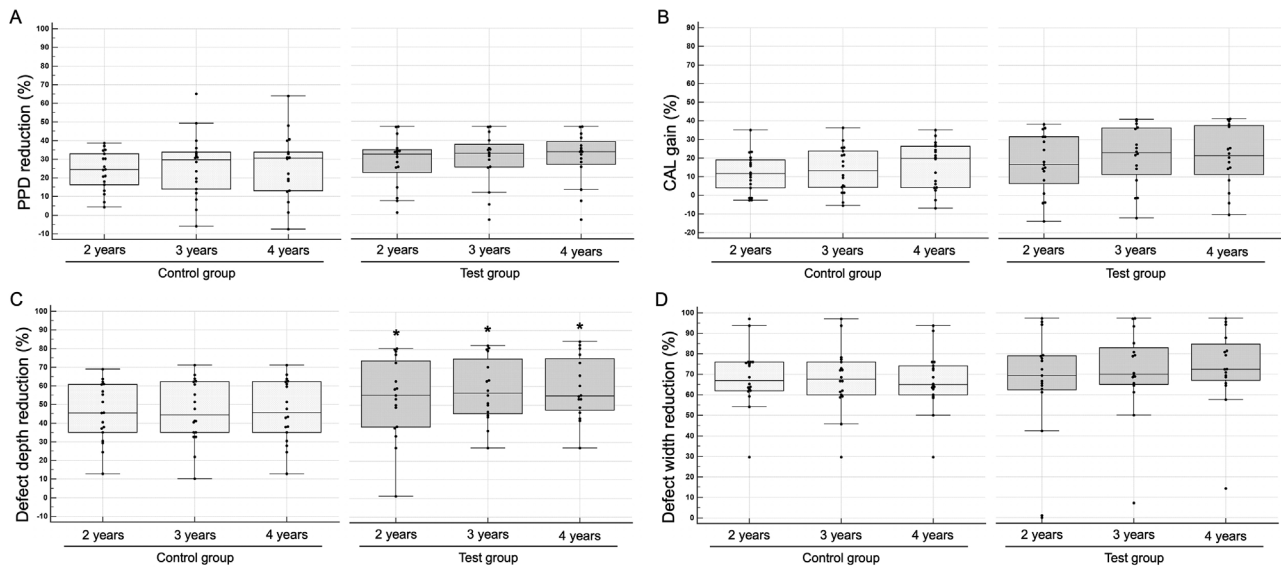 A
PPD reduction (%)
100
90
80
70
60
50
40
30
20
10
0
-10
2 years 3 years 4 years 2 years 3 years 4 years
Control group Test group
B
CAL gain (%)
90
80
70
60
50
40
30
20
10
0
-10
-20
2 years 3 years 4 years 2 years 3 years 4 years
Control group Test group
C
Defect depth reduction (%)
100
90
80
70
60
50
40
30
20
10
0
-10
* * *
2 years 3 years 4 years 2 years 3 years 4 years
Control group Test group
D
Defect width reduction (%)
100
90
80
70
60
50
40
30
20
10
0
2 years 3 years 4 years 2 years 3 years 4 years
Control group Test group